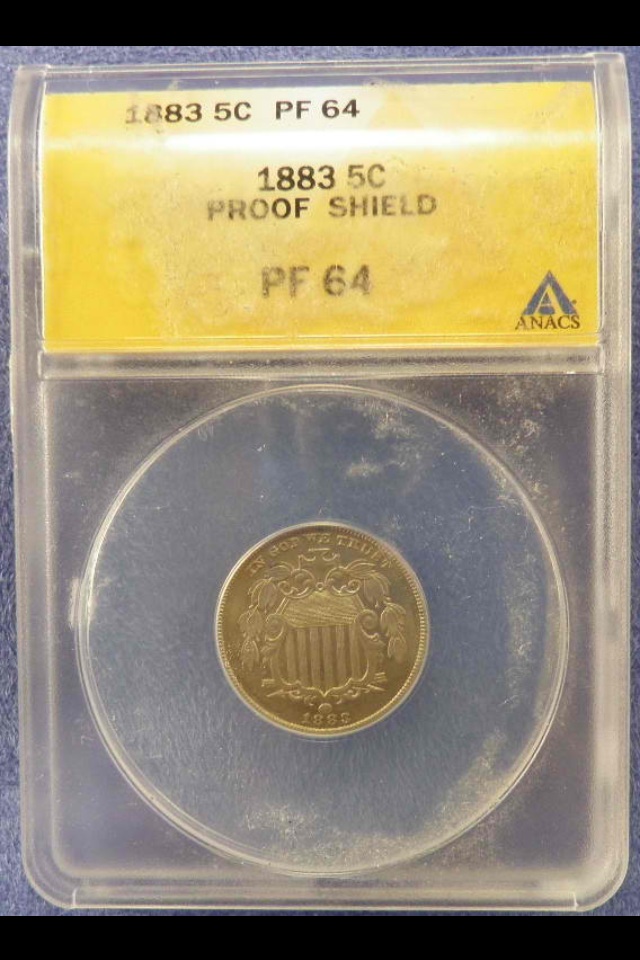 1883 5C PF 64
1883 5C
PROOF SHIELD
PF 64
ANACS
IN GOD WE TRUST
1883